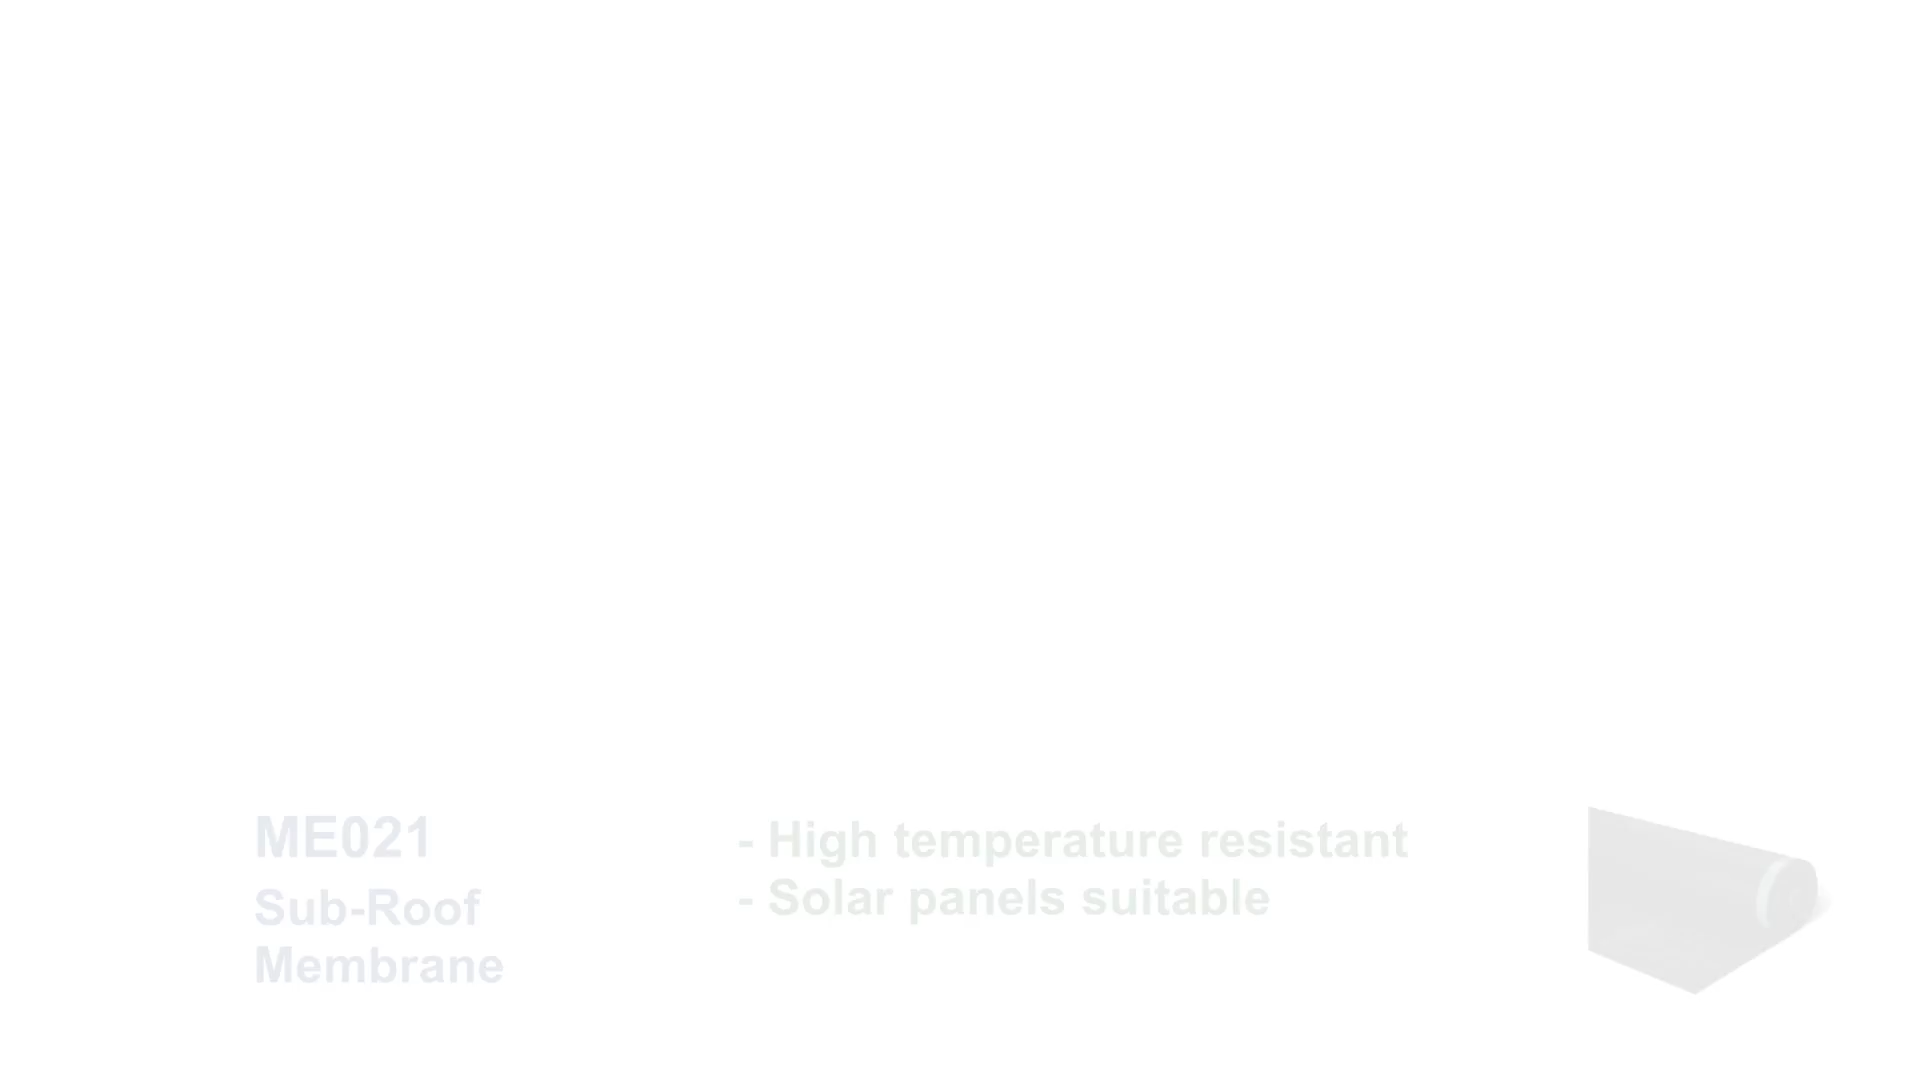 ME021
Sub-Roof
Membrane
- High temperature resistant
- Solar panels suitable